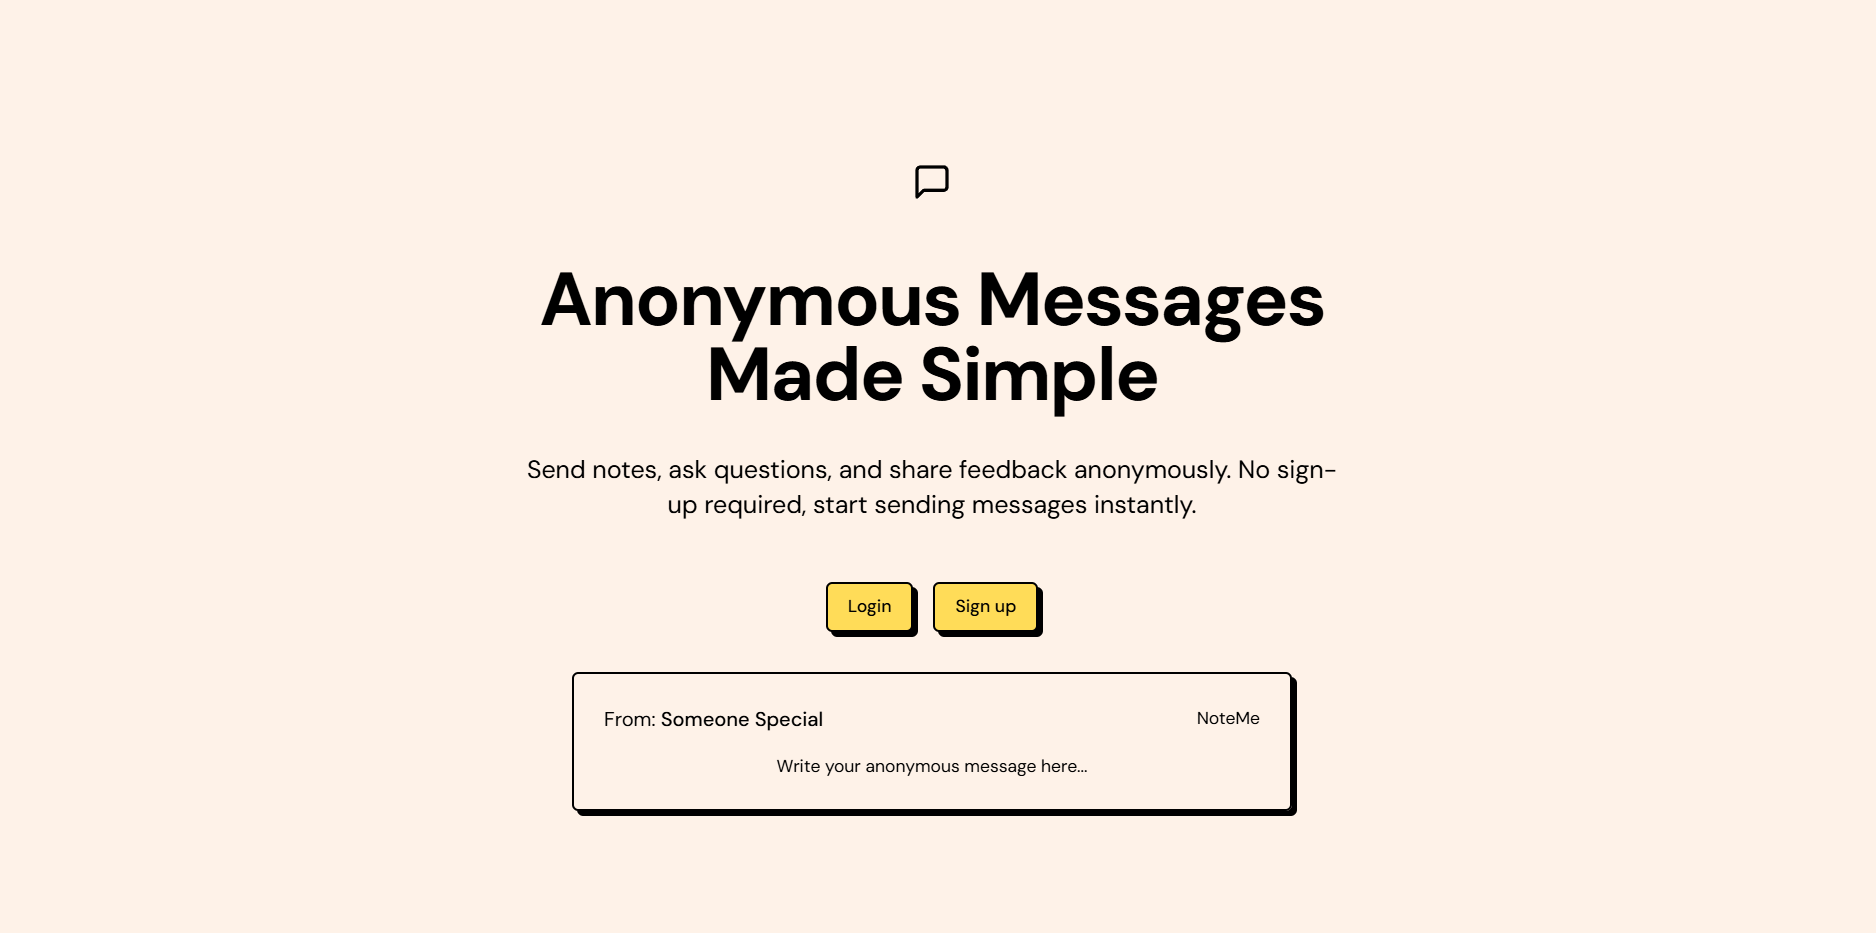 Anonymous Messages
Made Simple
Send notes, ask questions, and share feedback anonymously. No sign-
up required, start sending messages instantly.
Login
Sign up
From: Someone Special
NoteMe
Write your anonymous message here...